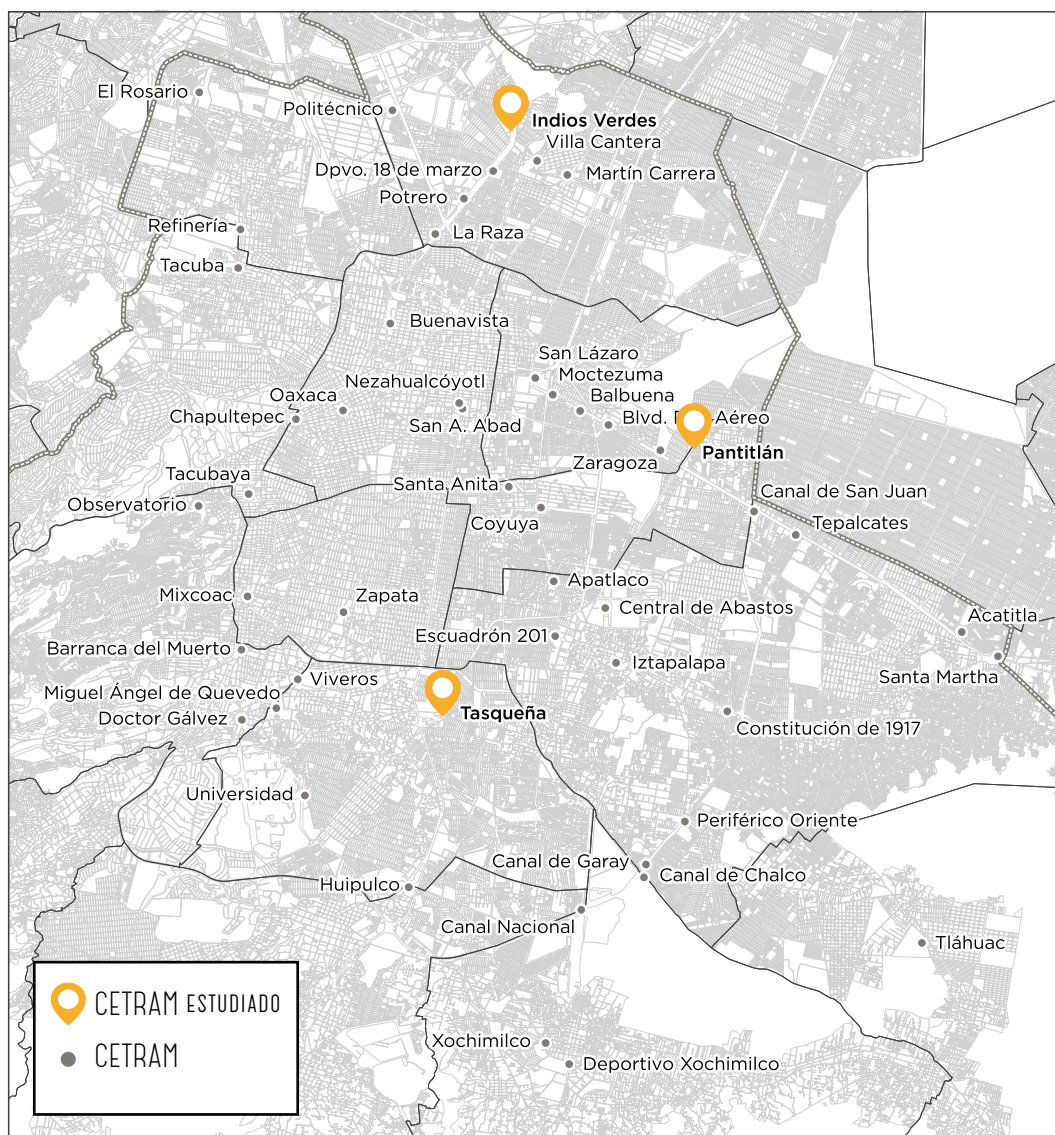 El Rosario
Politécnico
Indios Verdes
Villa Cantera
Dpvo. 18 de marzo
Martín Carrera
Potrero
Refinería
La Raza
Tacuba
Buenavista
San Lázaro
Moctezuma
Nezahualcóyotl
Oaxaca
Balbuena
Chapultepec
San A. Abad
Blvd. -Aéreo
Zaragoza
Pantitlán
Tacubaya
Santa Anita
Observatorio
Canal de San Juan
Coyuya
Tepalcates
Apatlaco
Mixcoac
Zapata
Central de Abastos
Acatitla
Escuadrón 201
Barranca del Muerto
Iztapalapa
Santa Martha
Viveros
Miguel Ángel de Quevedo
Doctor Gálvez
Tasqueña
Constitución de 1917
Universidad
Periférico Oriente
Canal de Garay
Canal de Chalco
Huipulco
Canal Nacional
Tláhuac
CETRAM ESTUDIADO
CETRAM
Xochimilco
Deportivo Xochimilco